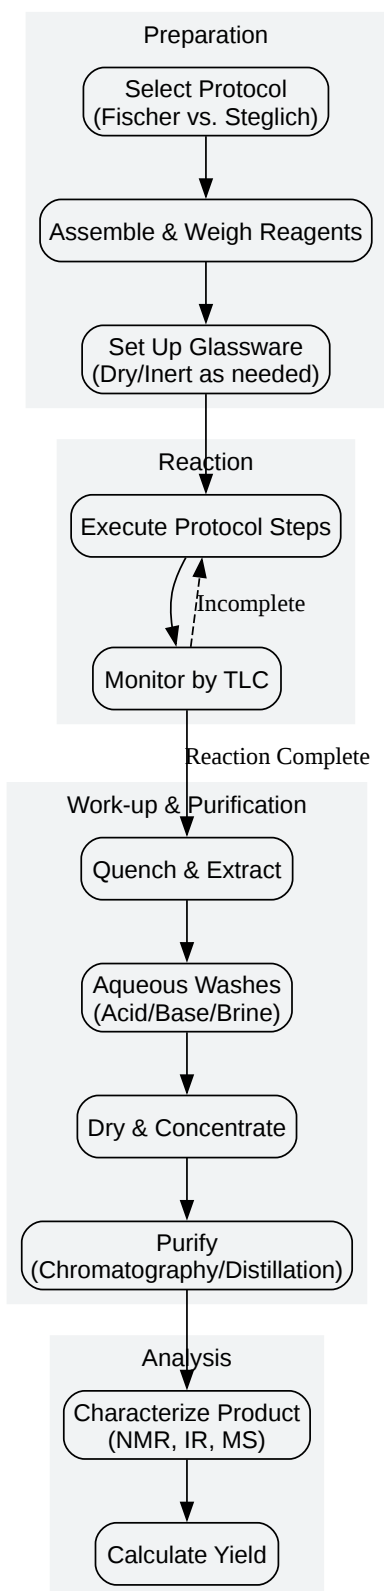 Preparation
Select Protocol
(Fischer vs. Steglich)
Assemble & Weigh Reagents
Set Up Glassware
(Dry/Inert as needed)
Reaction
Execute Protocol Steps
Incomplete
Monitor by TLC
Reaction Complete
Work-up & Purification
Quench & Extract
Aqueous Washes
(Acid/Base/Brine)
Dry & Concentrate
Purify
(Chromatography/Distillation)
Analysis
Characterize Product
(NMR, IR, MS)
Calculate Yield